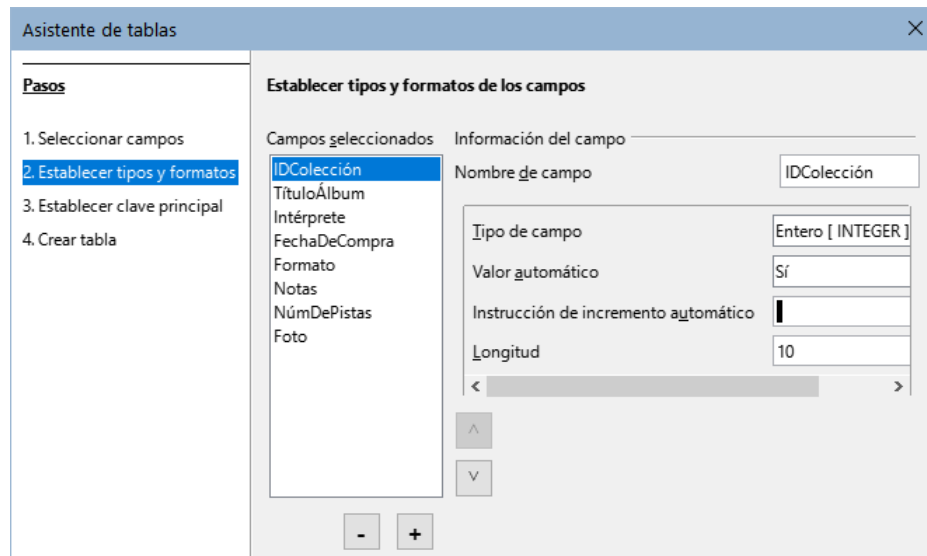 Asistente de tablas
Pasos
1. Seleccionar campos
2. Establecer tipos y formatos
3. Establecer clave principal
4. Crear tabla
Establecer tipos y formatos de los campos
Campos seleccionados
IDColección
TítuloÁlbum
Intérprete
FechaDeCompra
Formato
Notas
NúmDePistas
Foto
- +
Información del campo
Nombre de campo IDColección
Tipo de campo Entero [ INTEGER ]
Valor automático Sí
Instrucción de incremento automático
Longitud 10